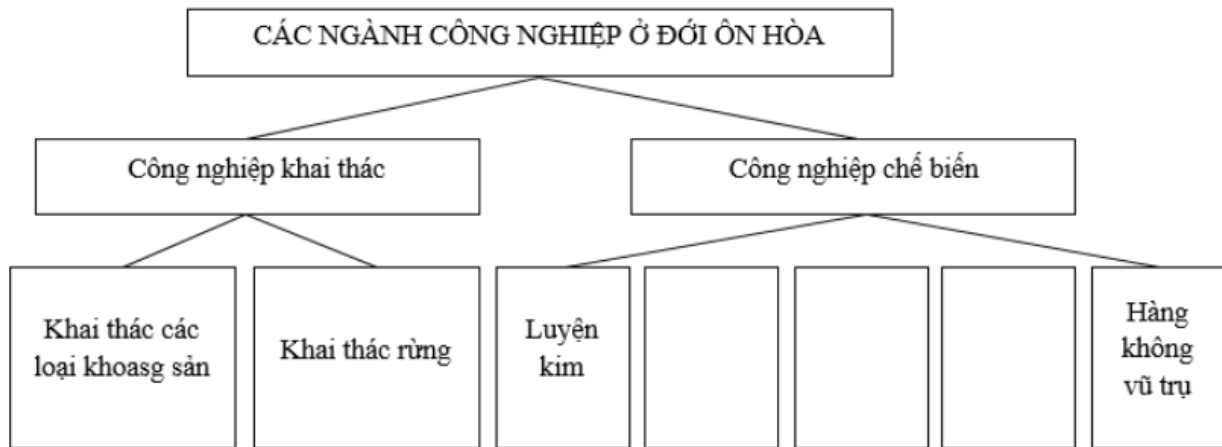 CÁC NGÀNH CÔNG NGHIỆP Ở ĐỚI ÔN HÒA
Công nghiệp khai thác
Công nghiệp chế biến
Khai thác các
loại khoasg sản
Khai thác rừng
Luyện
kim
Hàng
không
vũ trụ